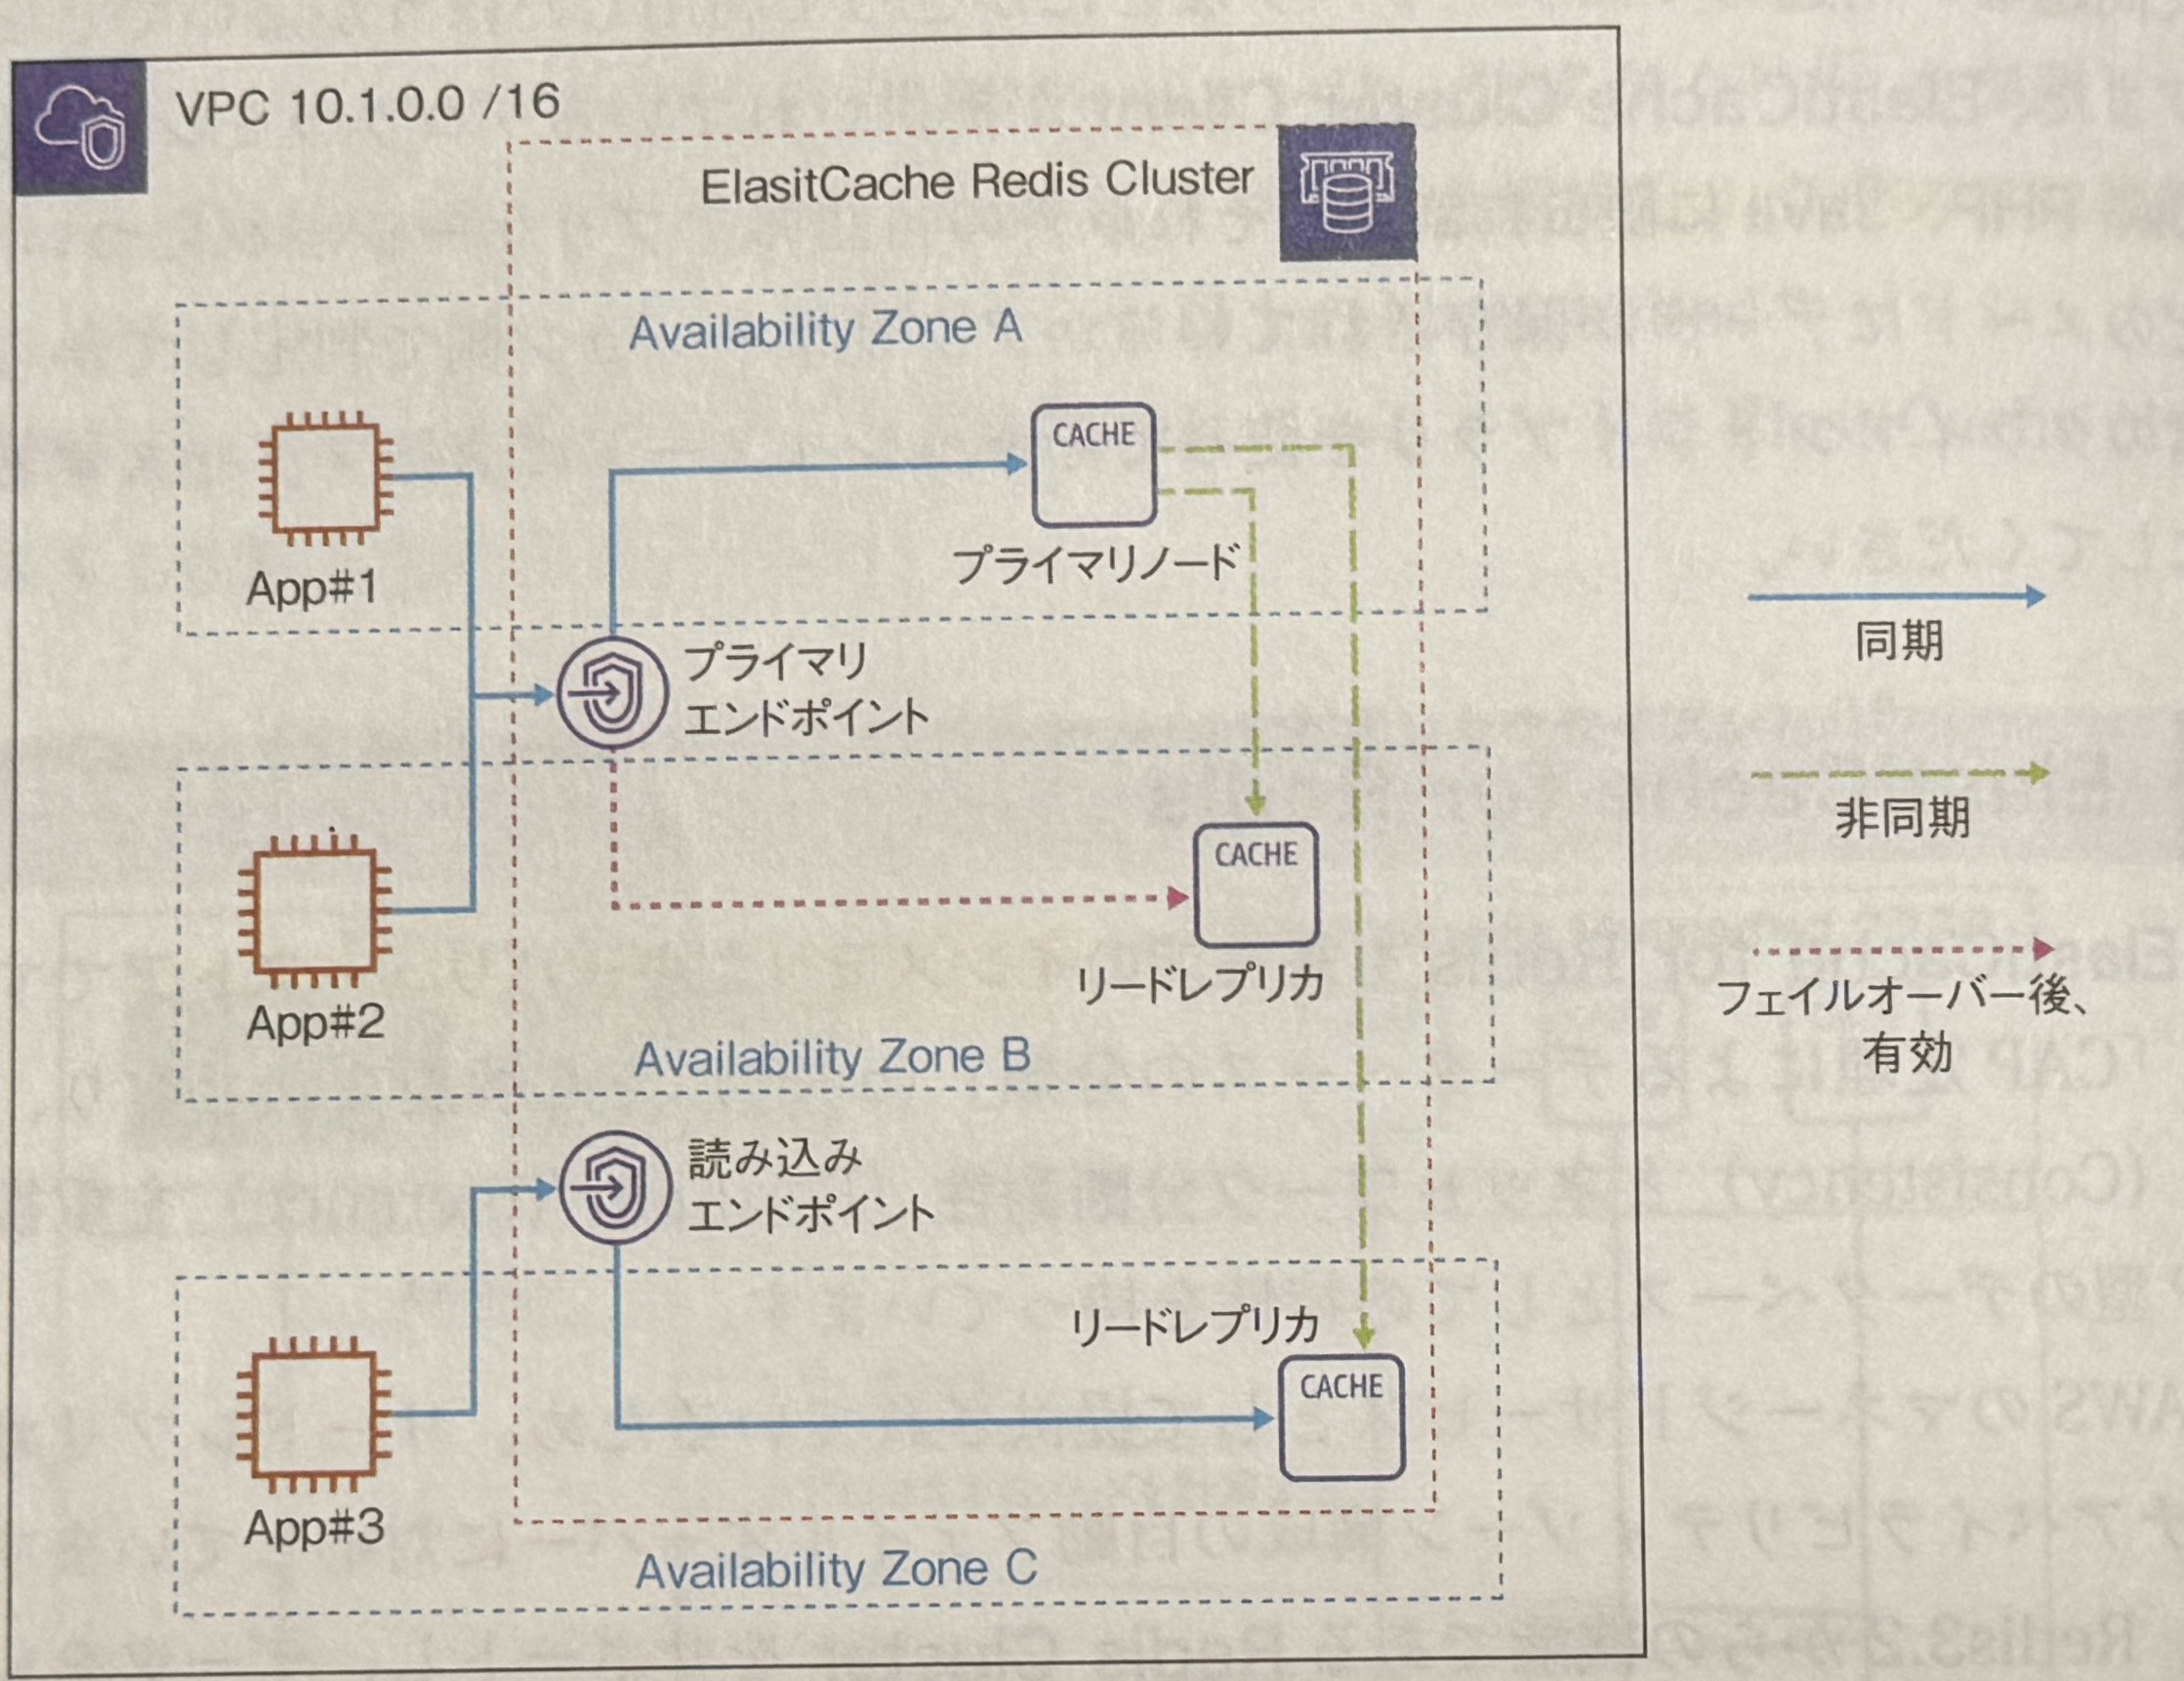 VPC 10.1.0.0 /16
ElasitCache Redis Cluster
Availability Zone A
CACHE
プライマリノード
App#1
プライマリ
エンドポイント
同期
非同期
CACHE
リードレプリカ
App#2
フェイルオーバー後、
有効
Availability Zone B
読み込み
エンドポイント
リードレプリカ
CACHE
App#3
Availability Zone C